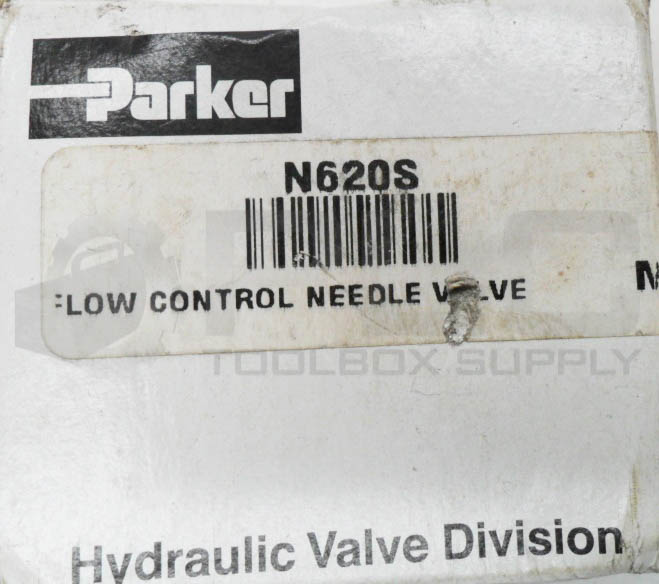 Parker
N620S
FLOW CONTROL NEEDLE VALVE
TOOLBOX SUPPLY
Hydraulic Valve Division